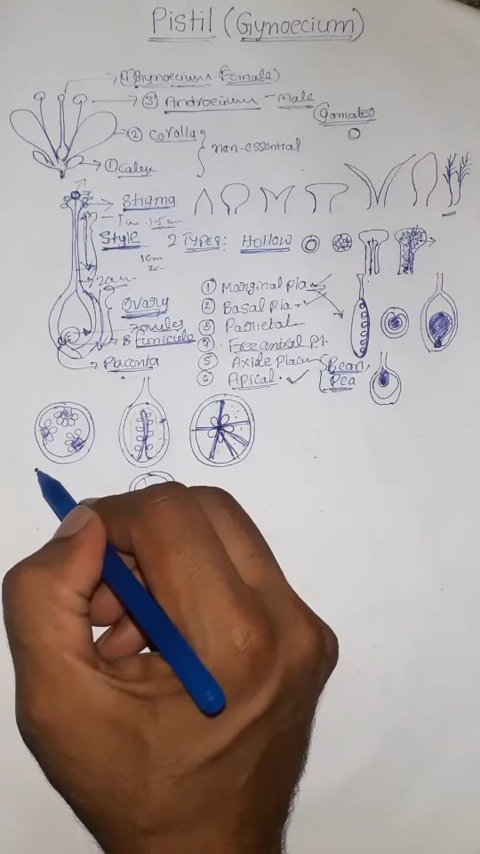 Pistil (Gynoecium)
④ Gynoecium (Female)
③ Androecium - Male
Gametes
② Corolla
non-essential
① Calyx
Stigma
Style
2 Types: Hollow
2cm
Ovary
ovules
Funicule
Placenta
① Marginal Pla
② Basal Pla
③ Parietal
④ Free central Pl.
⑤ Axile Placen
⑥ Apical.
Bean,
Pea